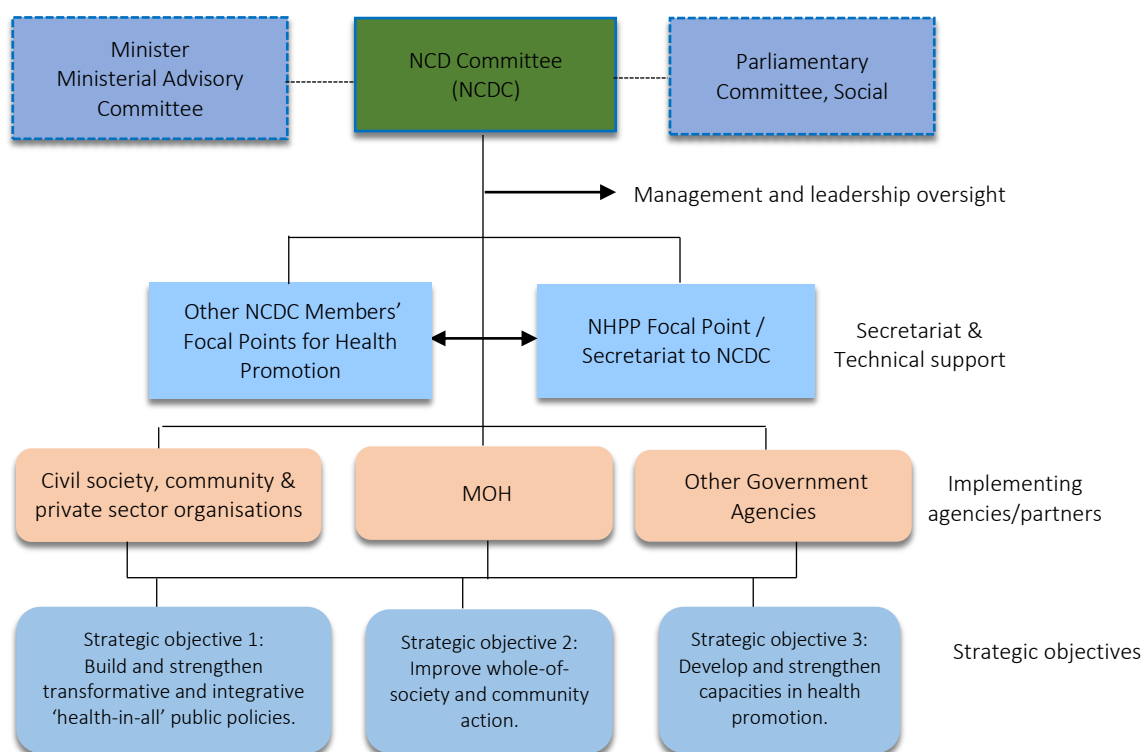 Minister
Ministerial Advisory
Committee
NCD Committee
(NCDC)
Parliamentary
Committee, Social
Management and leadership oversight
Other NCDC Members’
Focal Points for Health
Promotion
NHPP Focal Point /
Secretariat to NCDC
Secretariat &
Technical support
Civil society, community &
private sector organisations
MOH
Other Government
Agencies
Implementing
agencies/partners
Strategic objective 1:
Build and strengthen
transformative and integrative
‘health-in-all’ public policies.
Strategic objective 2:
Improve whole-of-
society and community
action.
Strategic objective 3:
Develop and strengthen
capacities in health
promotion.
Strategic objectives